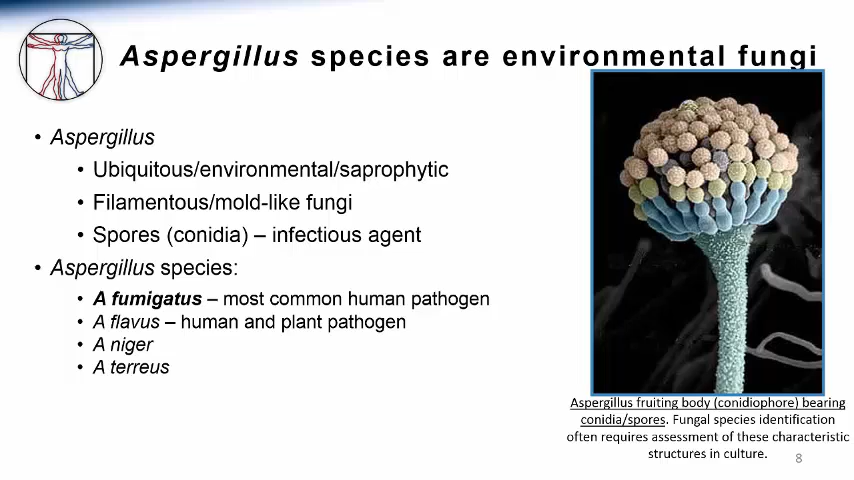 Aspergillus species are environmental fungi
• Aspergillus
• Ubiquitous/environmental/saprophytic
• Filamentous/mold-like fungi
• Spores (conidia) – infectious agent
• Aspergillus species:
• A fumigatus – most common human pathogen
• A flavus – human and plant pathogen
• A niger
• A terreus
Aspergillus fruiting body (conidiophore) bearing
conidia/spores. Fungal species identification
often requires assessment of these characteristic
structures in culture.
8